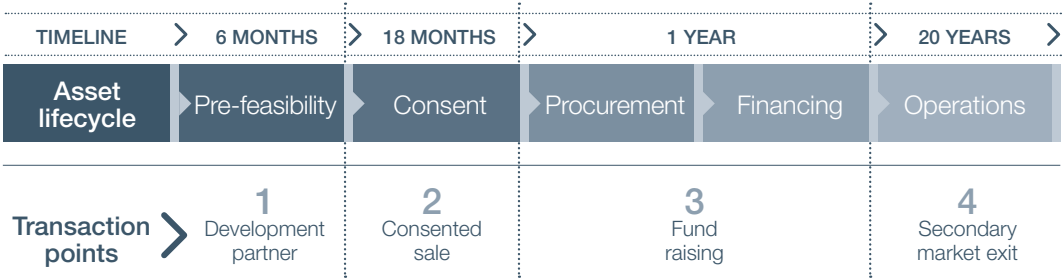 TIMELINE 6 MONTHS 18 MONTHS 1 YEAR 20 YEARS
Asset
lifecycle
Pre-feasibility Consent Procurement Financing Operations
Transaction
points
1
Development
partner
2
Consented
sale
3
Fund
raising
4
Secondary
market exit